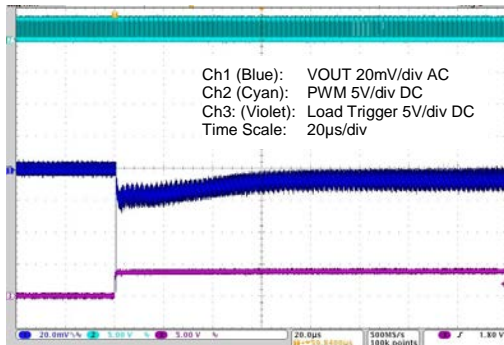 Ch1 (Blue): VOUT 20mV/div AC
Ch2 (Cyan): PWM 5V/div DC
Ch3: (Violet): Load Trigger 5V/div DC
Time Scale: 20µs/div
20.0mV 5.00 V 5.00 V 20.0µs 500MS/s 1.80 V
100k points